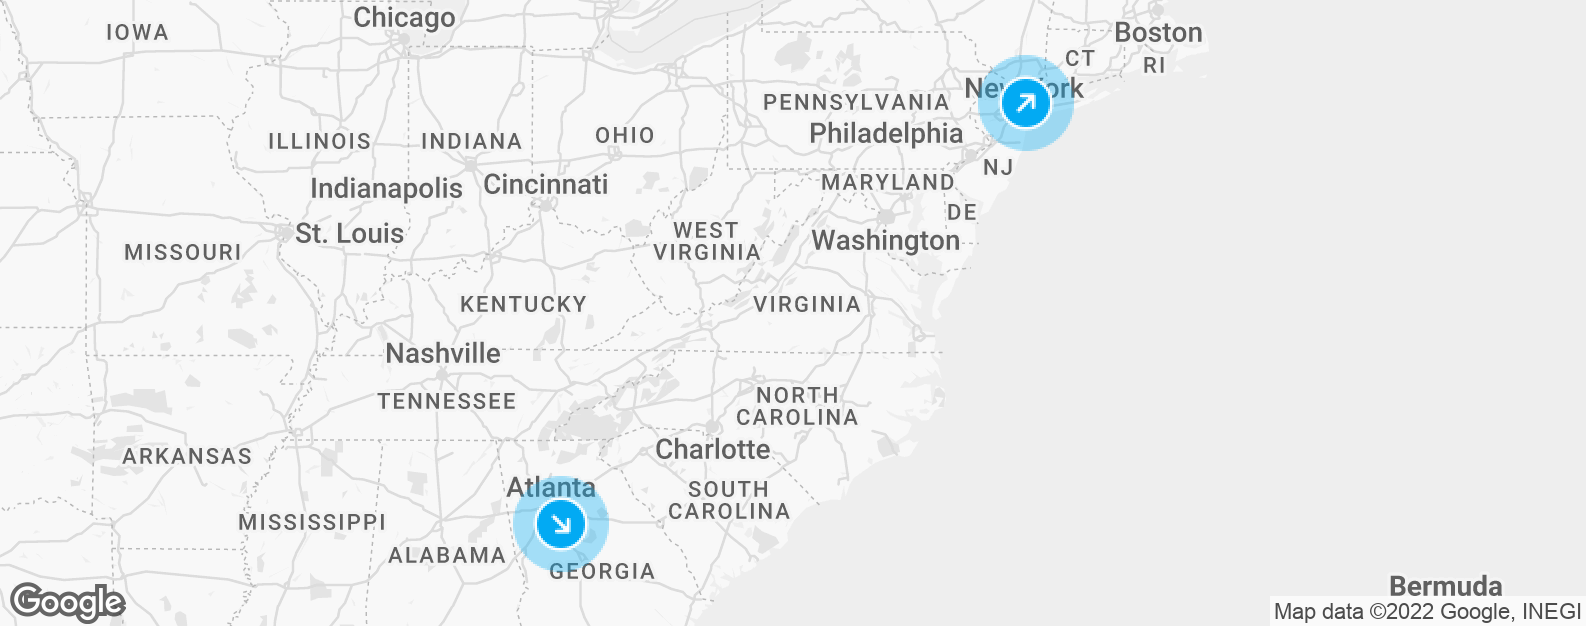 Chicago
IOWA
Boston
CT
RI
New York
PENNSYLVANIA
Philadelphia
OHIO
ILLINOIS
INDIANA
NJ
MARYLAND
Indianapolis
Cincinnati
DE
St. Louis
WEST
VIRGINIA
Washington
MISSOURI
KENTUCKY
VIRGINIA
Nashville
TENNESSEE
NORTH
CAROLINA
Charlotte
ARKANSAS
Atlanta
SOUTH
CAROLINA
MISSISSIPPI
ALABAMA
GEORGIA
Bermuda
Google
Map data ©2022 Google, INEGI